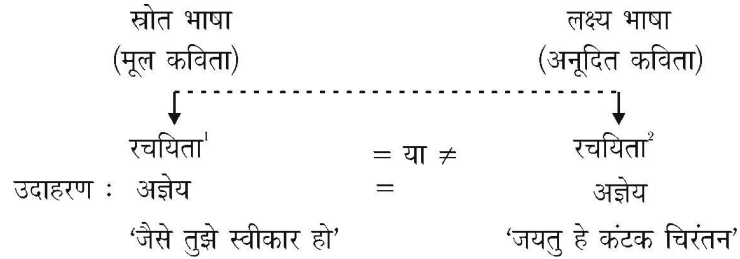 स्रोत भाषा लक्ष्य भाषा
(मूल कविता) (अनूदित कविता)
रचयिता¹ = या ≠ रचयिता²
उदाहरण : अज्ञेय = अज्ञेय
‘जैसे तुझे स्वीकार हो’ ‘जयतु हे कंटक चिरंतन’